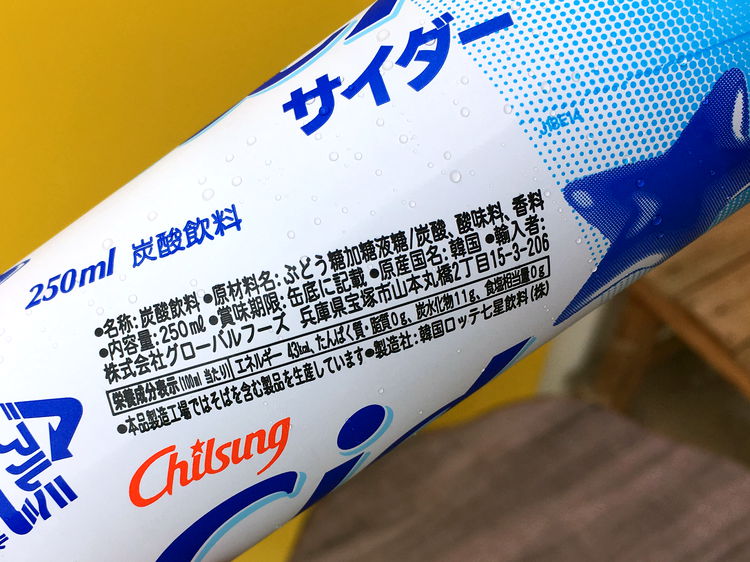 サイダー
J18E14
250ml 炭酸飲料
●名称:炭酸飲料●原材料名:ぶどう糖加糖液糖/炭酸、酸味料、香料
●内容量:250mℓ●賞味期限:缶底に記載●原産国名:韓国●輸入者:
株式会社グローバルフーズ 兵庫県宝塚市山本丸橋2丁目15-3-206
栄養成分表示(100ml 当たり) エネルギー 43kcal、たんぱく質・脂質0g、炭水化物11g、食塩相当量0g
●本品製造工場ではそばを含む製品を生産しています●製造社:韓国ロッテ七星飲料(株)
Chilsung
アルミ